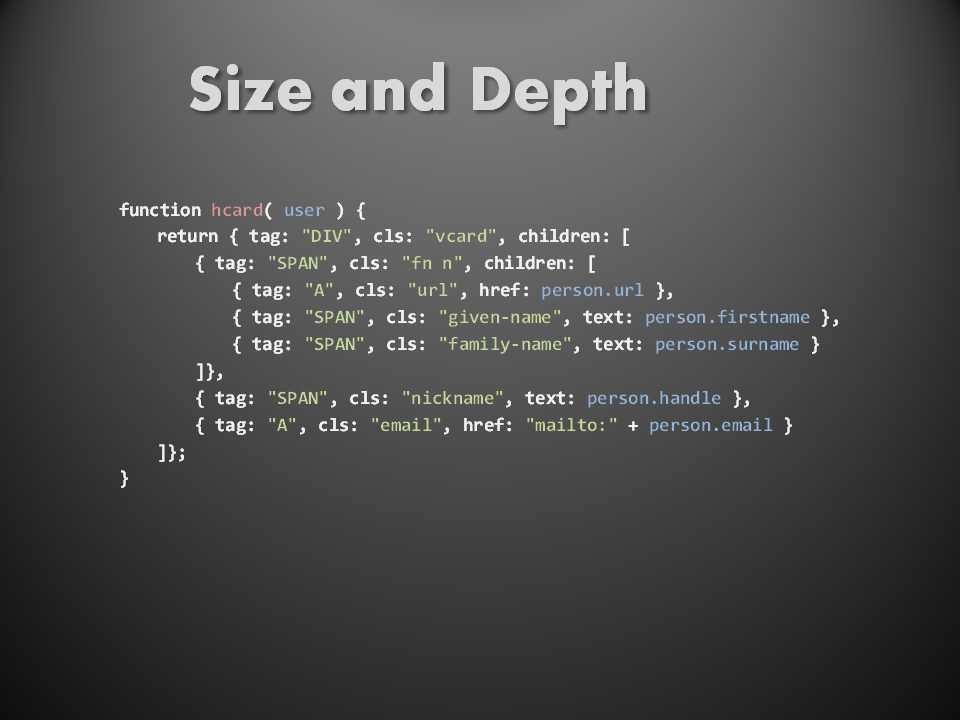 Size and Depth
function hcard( user ) {
return { tag: "DIV", cls: "vcard", children: [
{ tag: "SPAN", cls: "fn n", children: [
{ tag: "A", cls: "url", href: person.url },
{ tag: "SPAN", cls: "given-name", text: person.firstname },
{ tag: "SPAN", cls: "family-name", text: person.surname }
]},
{ tag: "SPAN", cls: "nickname", text: person.handle },
{ tag: "A", cls: "email", href: "mailto:" + person.email }
]};
}